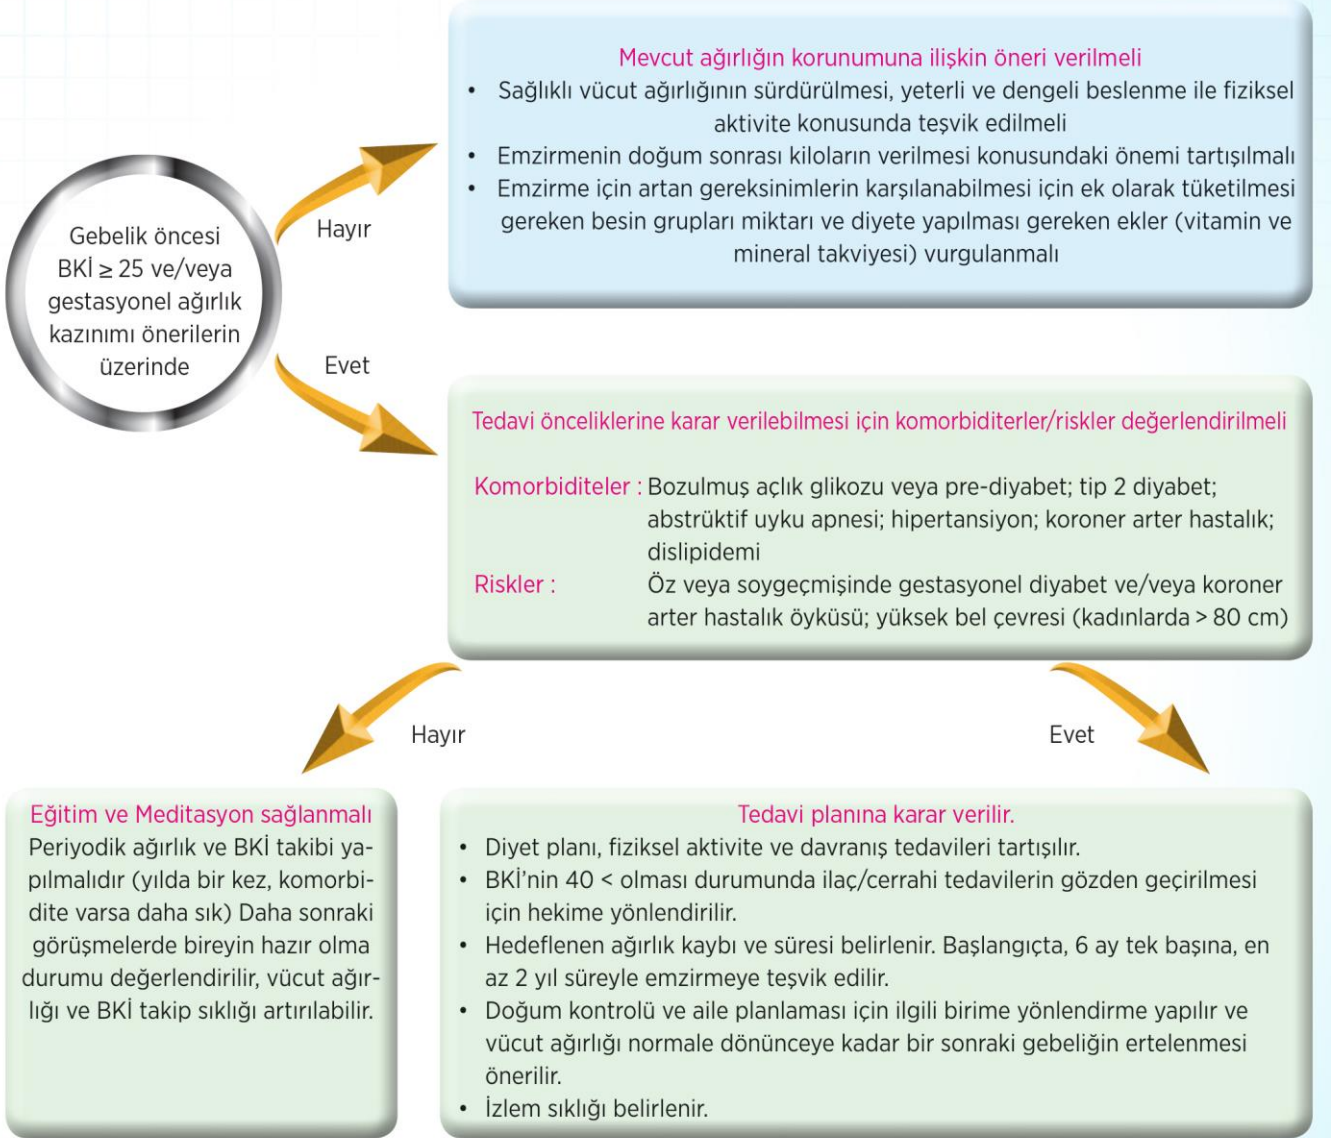 Gebelik öncesi
BKİ ≥ 25 ve/veya
gestasyonel ağırlık
kazınımı önerilerin
üzerinde
Hayır
Mevcut ağırlığın korunumuna ilişkin öneri verilmeli
• Sağlıklı vücut ağırlığının sürdürülmesi, yeterli ve dengeli beslenme ile fiziksel
aktivite konusunda teşvik edilmeli
• Emzirmenin doğum sonrası kiloların verilmesi konusundaki önemi tartışılmalı
• Emzirme için artan gereksinimlerin karşılanabilmesi için ek olarak tüketilmesi
gereken besin grupları miktarı ve diyete yapılması gereken ekler (vitamin ve
mineral takviyesi) vurgulanmalı
Evet
Tedavi önceliklerine karar verilebilmesi için komorbiditerler/riskler değerlendirilmeli
Komorbiditeler : Bozulmuş açlık glikozu veya pre-diyabet; tip 2 diyabet;
abstrüktif uyku apnesi; hipertansiyon; koroner arter hastalık;
dislipidemi
Riskler : Öz veya soygeçmişinde gestasyonel diyabet ve/veya koroner
arter hastalık öyküsü; yüksek bel çevresi (kadınlarda > 80 cm)
Hayır
Evet
Eğitim ve Meditasyon sağlanmalı
Periyodik ağırlık ve BKİ takibi ya-
pılmalıdır (yılda bir kez, komorbi-
dite varsa daha sık) Daha sonraki
görüşmelerde bireyin hazır olma
durumu değerlendirilir, vücut ağır-
lığı ve BKİ takip sıklığı artırılabilir.
Tedavi planına karar verilir.
• Diyet planı, fiziksel aktivite ve davranış tedavileri tartışılır.
• BKİ'nin 40 < olması durumunda ilaç/cerrahi tedavilerin gözden geçirilmesi
için hekime yönlendirilir.
• Hedeflenen ağırlık kaybı ve süresi belirlenir. Başlangıçta, 6 ay tek başına, en
az 2 yıl süreyle emzirmeye teşvik edilir.
• Doğum kontrolü ve aile planlaması için ilgili birime yönlendirme yapılır ve
vücut ağırlığı normale dönünceye kadar bir sonraki gebeliğin ertelenmesi
önerilir.
• İzlem sıklığı belirlenir.